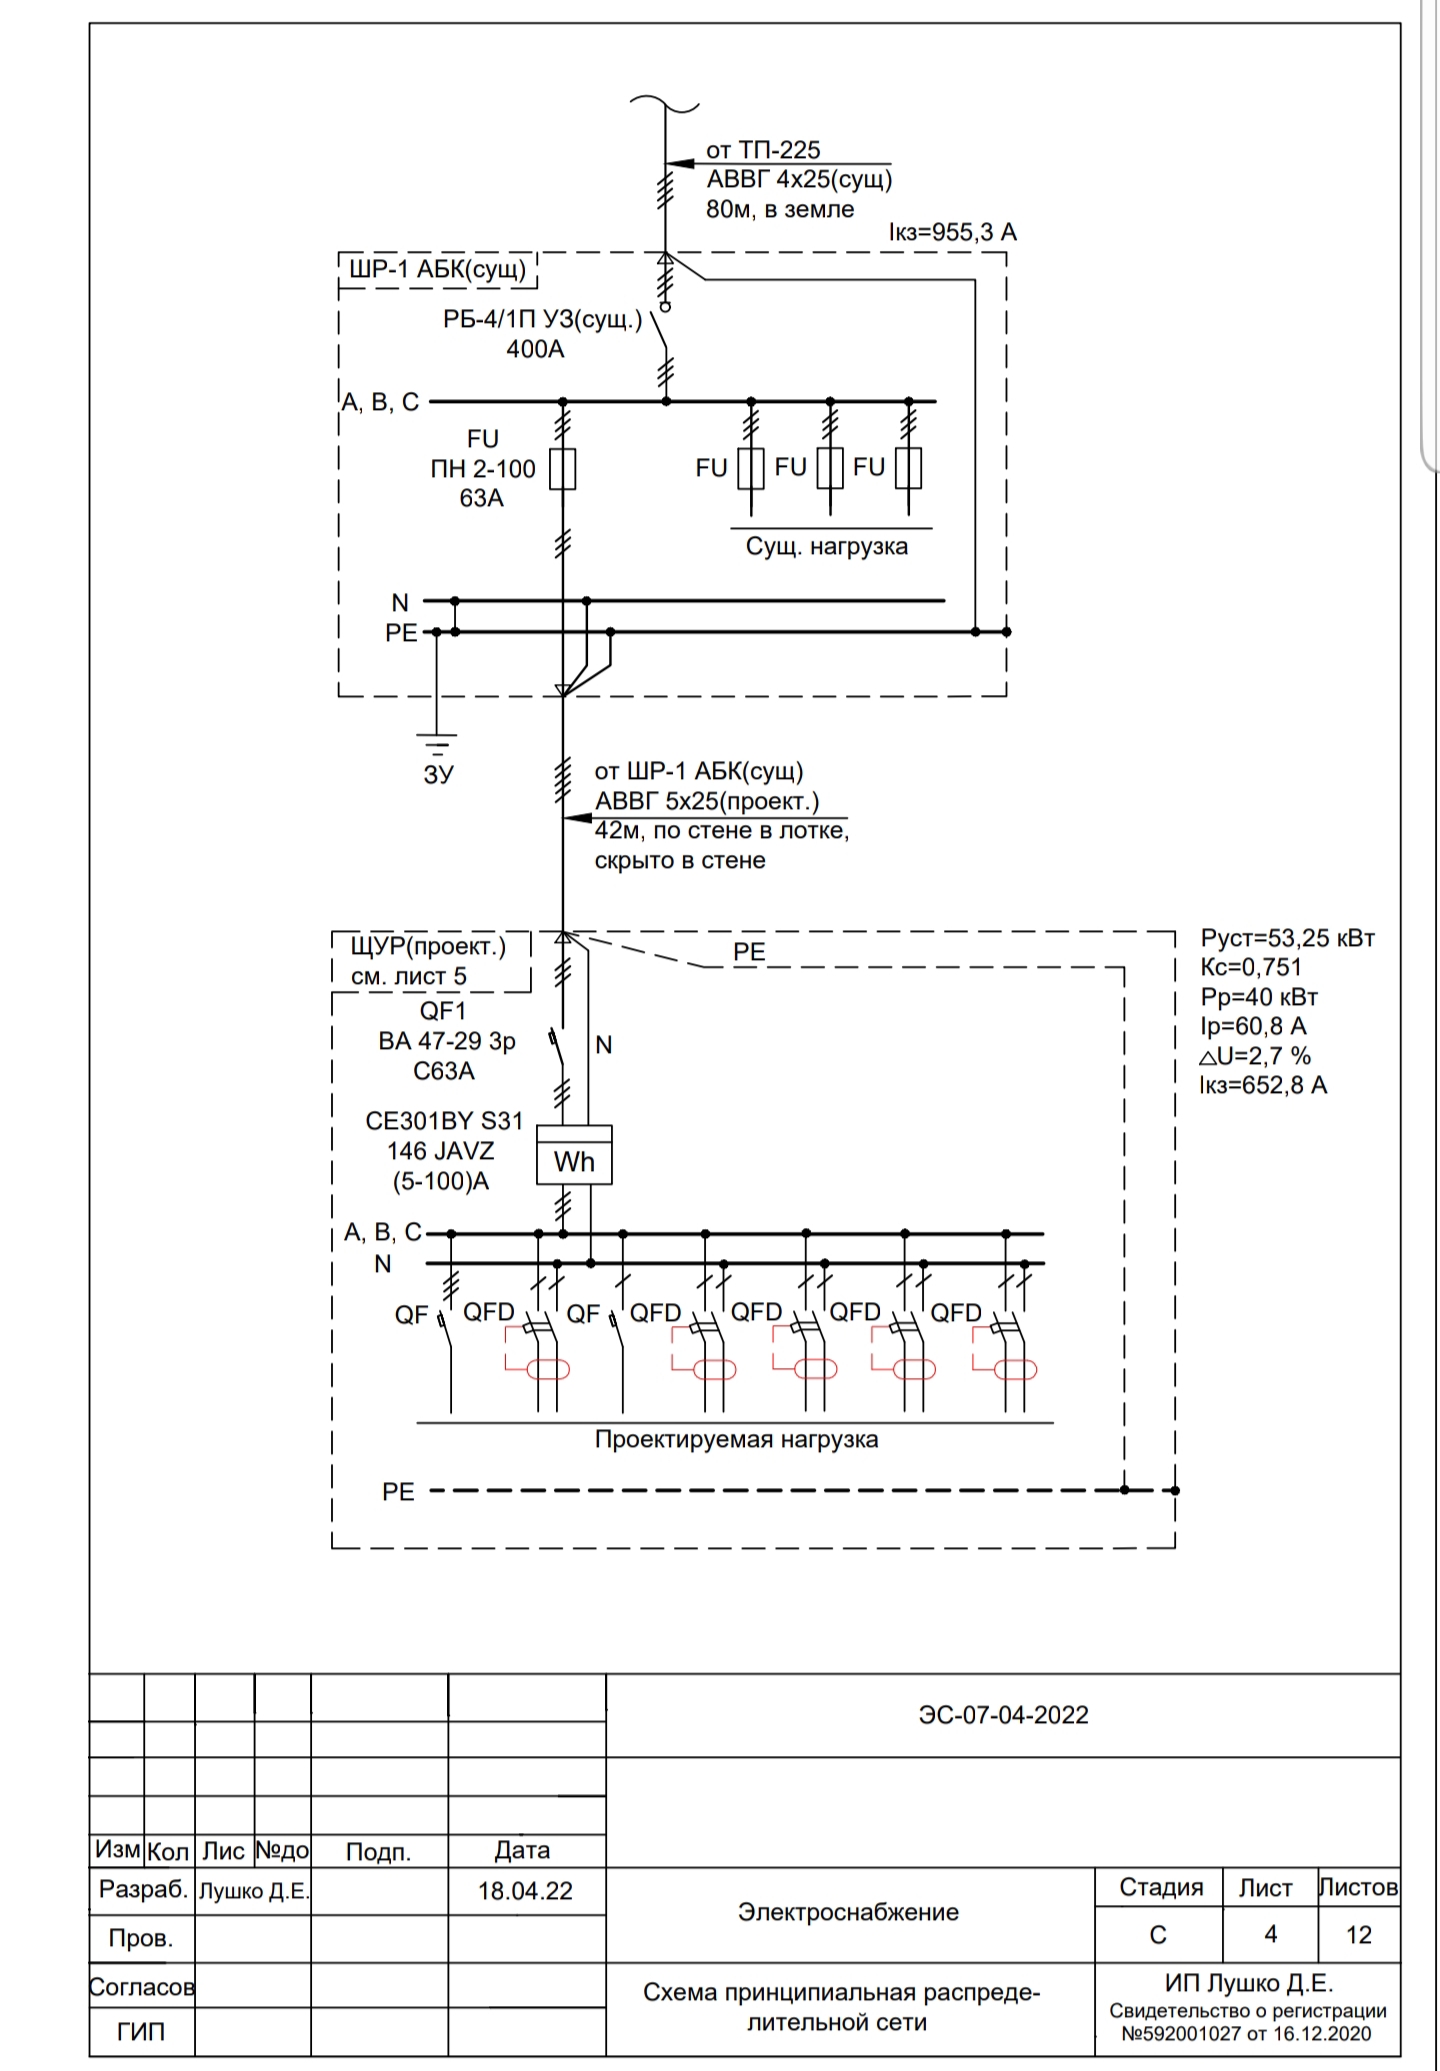 от ТП-225
АВВГ 4х25(сущ)
80м, в земле
Iкз=955,3 А
ШР-1 АБК(сущ)
РБ-4/1П У3(сущ.)
400А
А, В, С
FU
ПН 2-100
63А
FU
FU
FU
Сущ. нагрузка
N
PE
ЗУ
от ШР-1 АБК(сущ)
АВВГ 5х25(проект.)
42м, по стене в лотке,
скрыто в стене
ЩУР(проект.)
см. лист 5
PE
Руст=53,25 кВт
Кс=0,751
Рр=40 кВт
Iр=60,8 А
△U=2,7 %
Iкз=652,8 А
QF1
ВА 47-29 3р
С63А
N
CE301BY S31
146 JAVZ
(5-100)А
Wh
А, В, С
N
QF
QFD
QF
QFD
QFD
QFD
QFD
Проектируемая нагрузка
PE
ЭС-07-04-2022
Изм Кол Лис №до Подп. Дата
Разраб. Лушко Д.Е. 18.04.22
Пров.
Согласов
ГИП
Электроснабжение
Стадия Лист Листов
С 4 12
Схема принципиальная распреде-
лительной сети
ИП Лушко Д.Е.
Свидетельство о регистрации
№592001027 от 16.12.2020